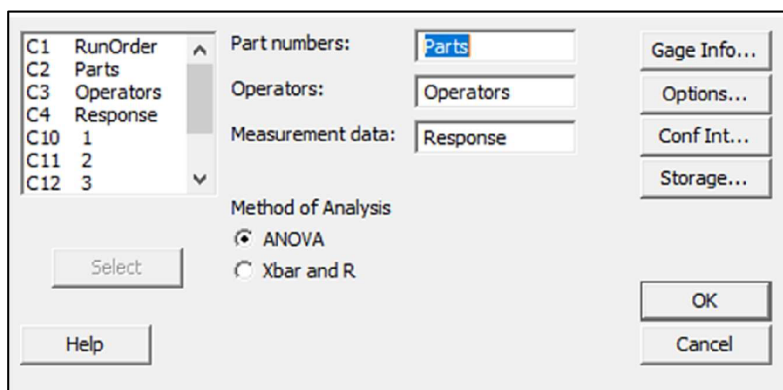 C1 RunOrder
C2 Parts
C3 Operators
C4 Response
C10 1
C11 2
C12 3
Select
Help
Part numbers: Parts
Operators: Operators
Measurement data: Response
Method of Analysis
ANOVA
Xbar and R
Gage Info...
Options...
Conf Int...
Storage...
OK
Cancel